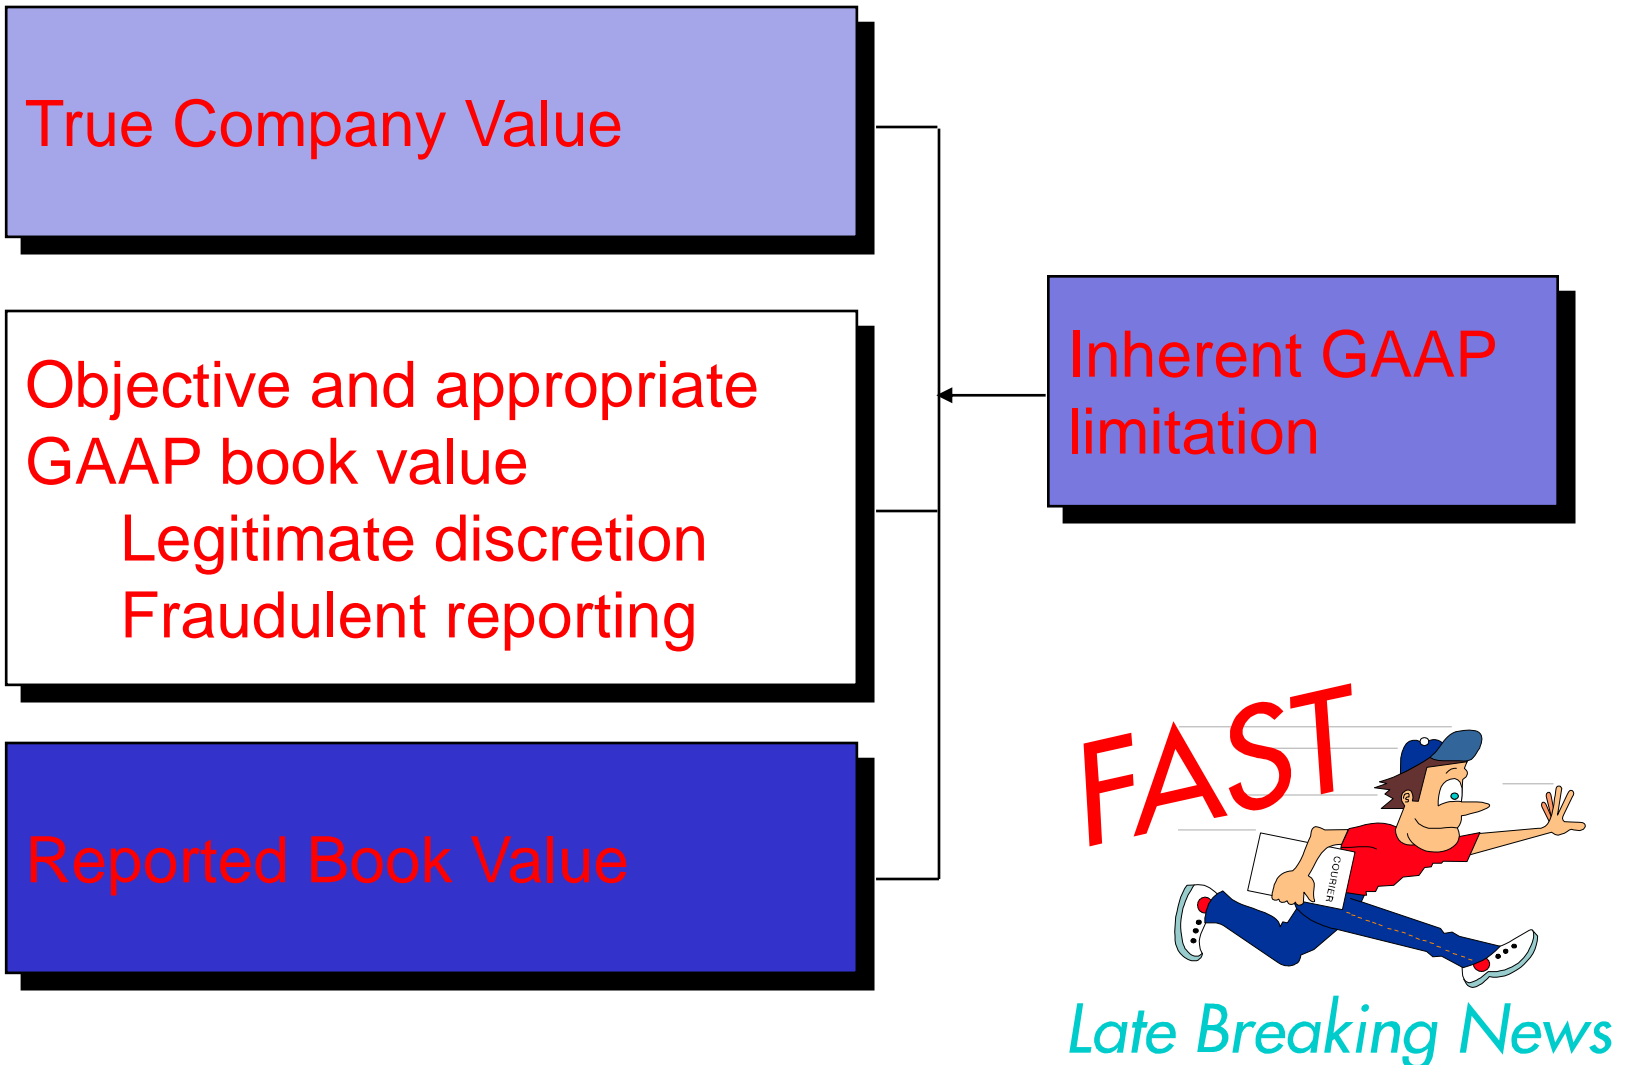 True Company Value
Objective and appropriate
GAAP book value
Legitimate discretion
Fraudulent reporting
Reported Book Value
Inherent GAAP
limitation
FAST
COURIER
Late Breaking News